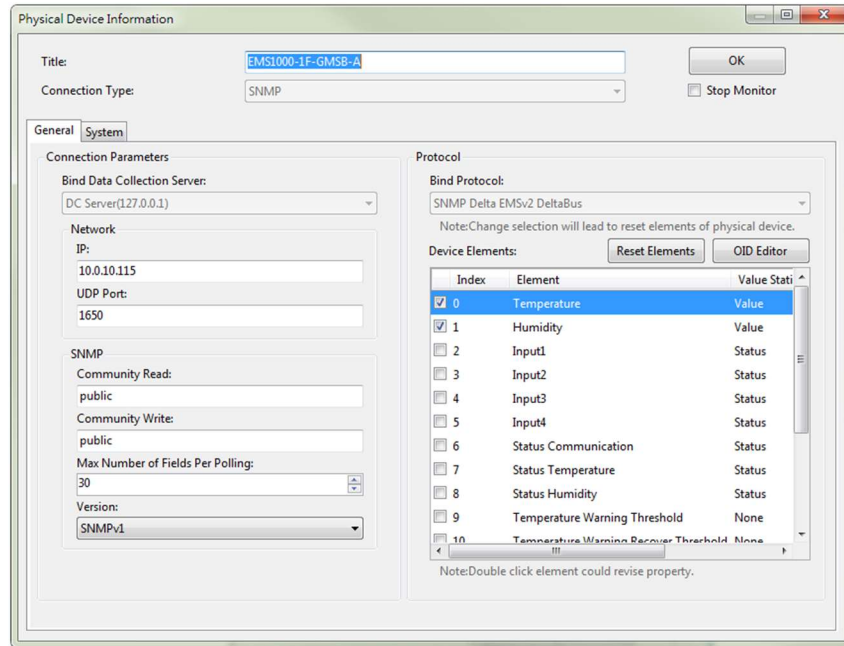 Physical Device Information
Title:
EMS1000-1F-GMSB-A
OK
Connection Type:
SNMP
Stop Monitor
General
System
Connection Parameters
Bind Data Collection Server:
DC Server(127.0.0.1)
Network
IP:
10.0.10.115
UDP Port:
1650
SNMP
Community Read:
public
Community Write:
public
Max Number of Fields Per Polling:
30
Version:
SNMPv1
Protocol
Bind Protocol:
SNMP Delta EMSv2 DeltaBus
Note:Change selection will lead to reset elements of physical device.
Device Elements:
Reset Elements
OID Editor
Index Element Value Stati
0 Temperature Value
1 Humidity Value
2 Input1 Status
3 Input2 Status
4 Input3 Status
5 Input4 Status
6 Status Communication Status
7 Status Temperature Status
8 Status Humidity Status
9 Temperature Warning Threshold None
10 Temperature Warning Recover Threshold None
Note:Double click element could revise property.